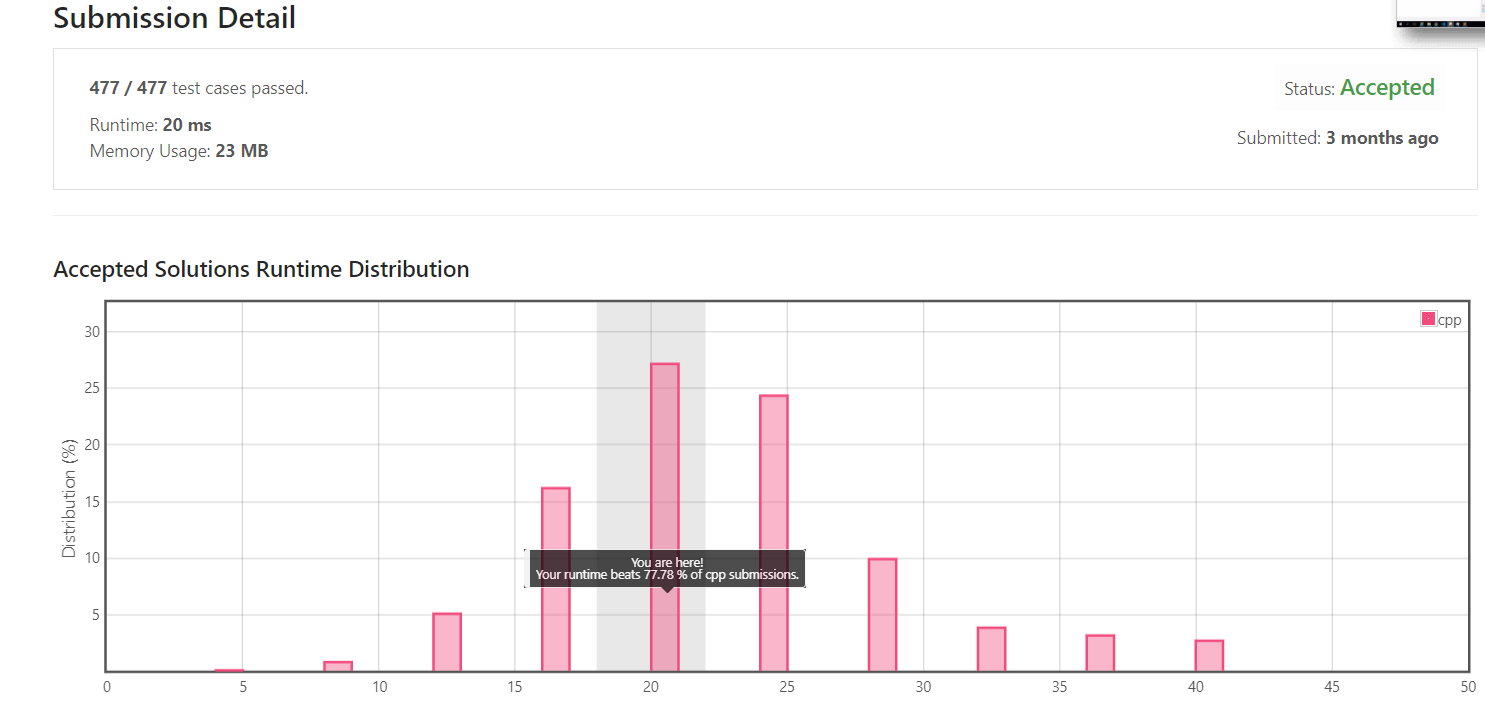 Submission Detail
477 / 477 test cases passed.
Status: Accepted
Runtime: 20 ms
Memory Usage: 23 MB
Submitted: 3 months ago
Accepted Solutions Runtime Distribution
cpp
Distribution (%)
30
25
20
15
10
5
You are here!
Your runtime beats 77.78 % of cpp submissions.
0 5 10 15 20 25 30 35 40 45 50